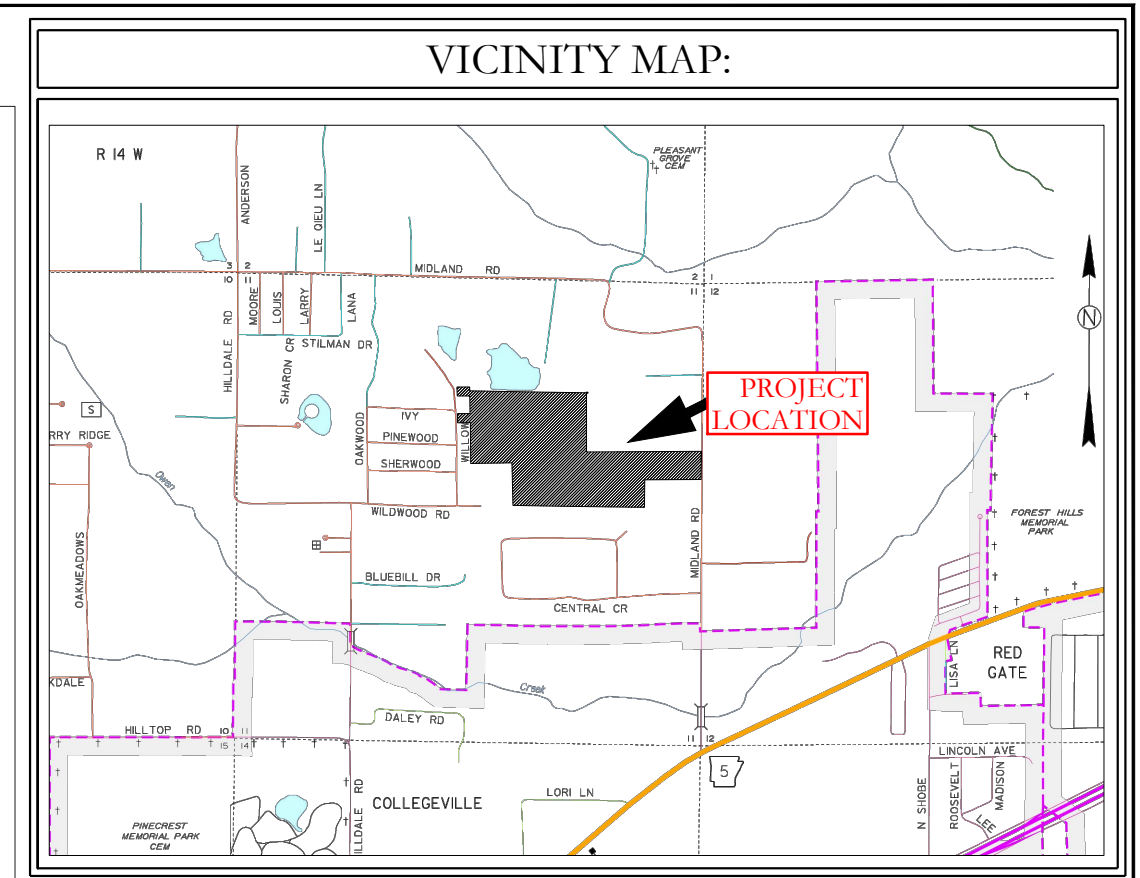 VICINITY MAP:
R 14 W
PLEASANT
GROVE
CEM
ANDERSON
LE QIEU LN
3 2
10 11
MIDLAND RD
2 1
11 12
MOORE
LOUIS
LARRY
LANA
HILLDALE RD
STILMAN DR
SHARON CR
N
PROJECT
LOCATION
S
RRY RIDGE
OAKWOOD
IVY
PINEWOOD
SHERWOOD
WILLOW
Owen
WILDWOOD RD
FOREST HILLS
MEMORIAL
PARK
OAKMEADOWS
MIDLAND RD
BLUEBILL DR
CENTRAL CR
LISA LN
RED
GATE
KDALE
Creek
DALEY RD
HILLTOP RD
10 11
15 14
11 12
5
LINCOLN AVE
LORI LN
COLLEGEVILLE
ILLDALE RD
N SHOBE
ROOSEVELT
MADISON
LEE
PINECREST
MEMORIAL PARK
CEM